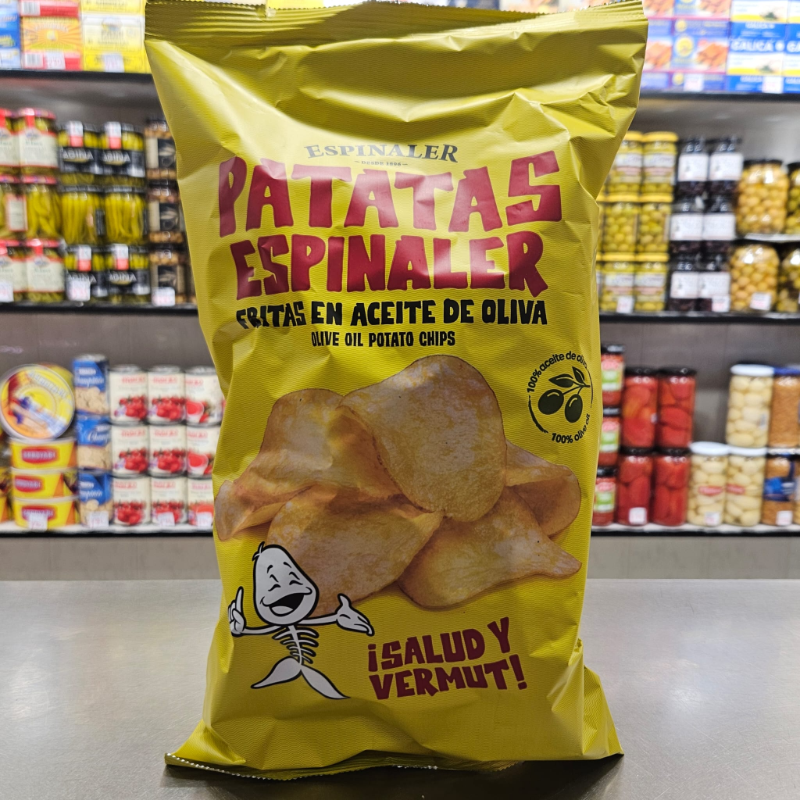 ESPINALER
DESDE 1896
PATATAS
ESPINALER
FRITAS EN ACEITE DE OLIVA
OLIVE OIL POTATO CHIPS
100% aceite de oliva
100% olive oil
¡SALUD Y
VERMUT!